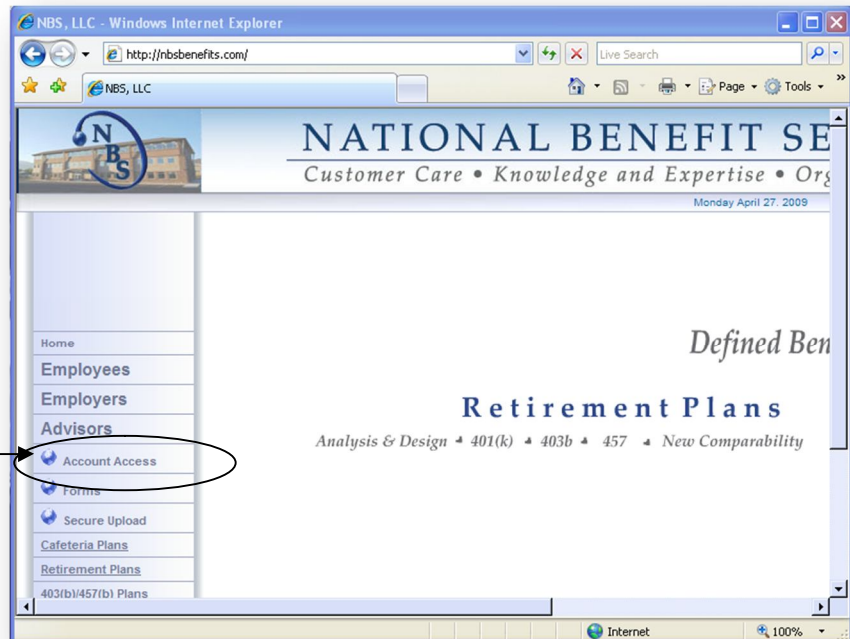 NBS, LLC - Windows Internet Explorer
http://nbsbenefits.com/
Live Search
NBS, LLC
Page
Tools
»
NBS
NATIONAL BENEFIT SE
Customer Care • Knowledge and Expertise • Org
Monday April 27. 2009
Home
Employees
Employers
Advisors
Account Access
Forms
Secure Upload
Cafeteria Plans
Retirement Plans
403(b)/457(b) Plans
Defined Ben
Retirement Plans
Analysis & Design 401(k) 403b 457 New Comparability
Internet
100%